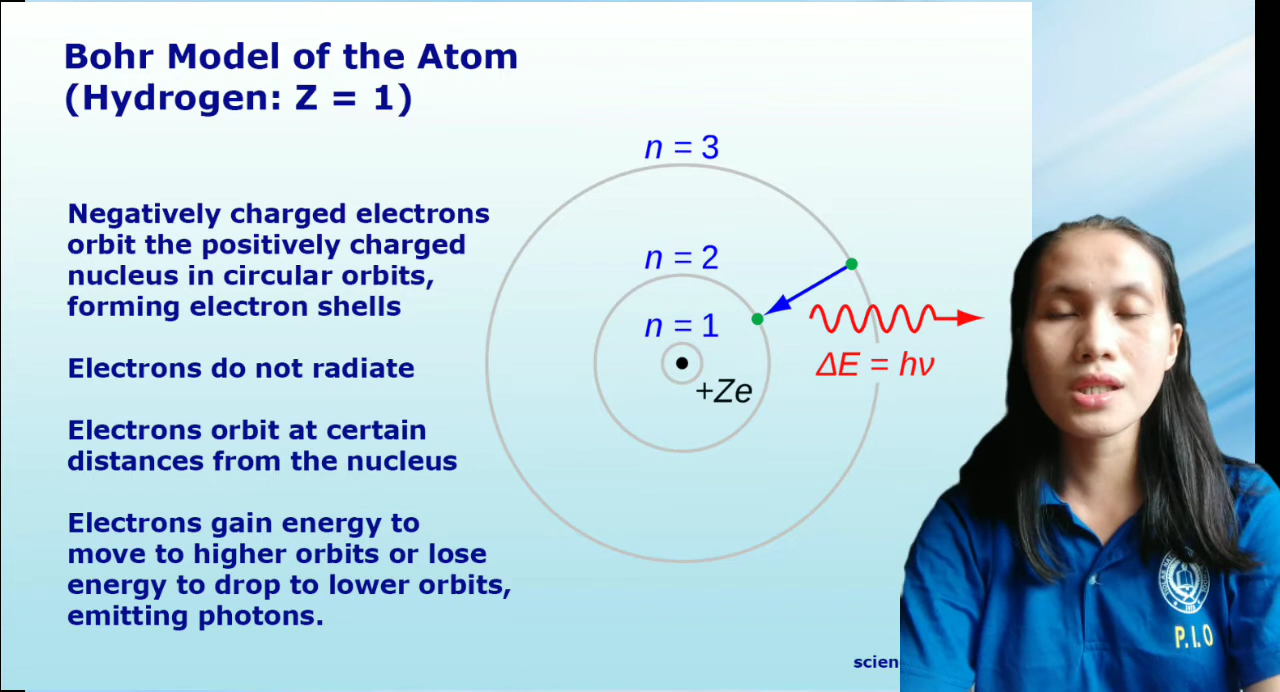 Bohr Model of the Atom
(Hydrogen: Z = 1)
Negatively charged electrons
orbit the positively charged
nucleus in circular orbits,
forming electron shells
Electrons do not radiate
Electrons orbit at certain
distances from the nucleus
Electrons gain energy to
move to higher orbits or lose
energy to drop to lower orbits,
emitting photons.
n = 3
n = 2
n = 1
+Ze
ΔE = hν
scien
P.I.O